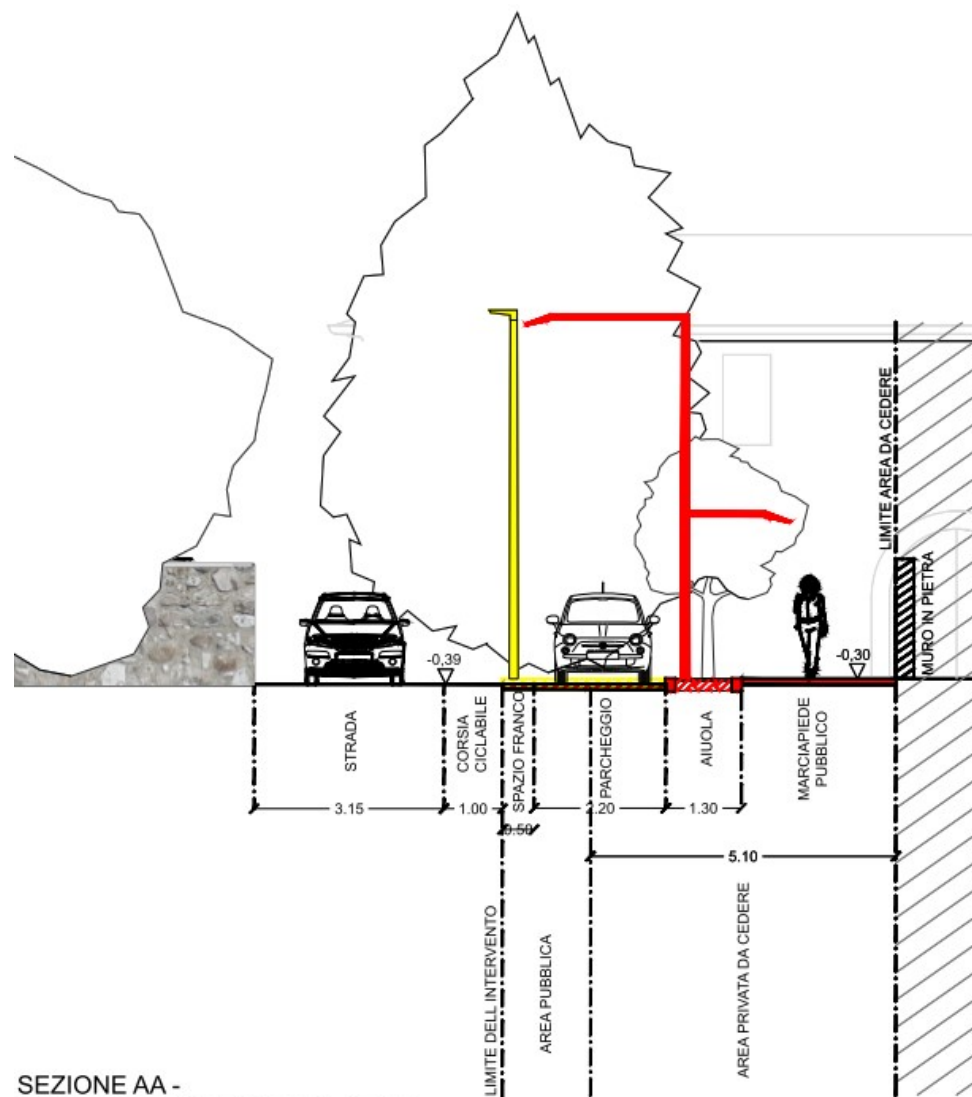 LIMITE AREA DA CEDERE
MURO IN PIETRA
-0,39
-0,30
STRADA
CORSIA
CICLABILE
SPAZIO FRANCO
PARCHEGGIO
AIUOLA
MARCIAPIEDE
PUBBLICO
3.15
1.00
0.50
2.20
1.30
5.10
LIMITE DELL'INTERVENTO
AREA PUBBLICA
AREA PRIVATA DA CEDERE
SEZIONE AA -